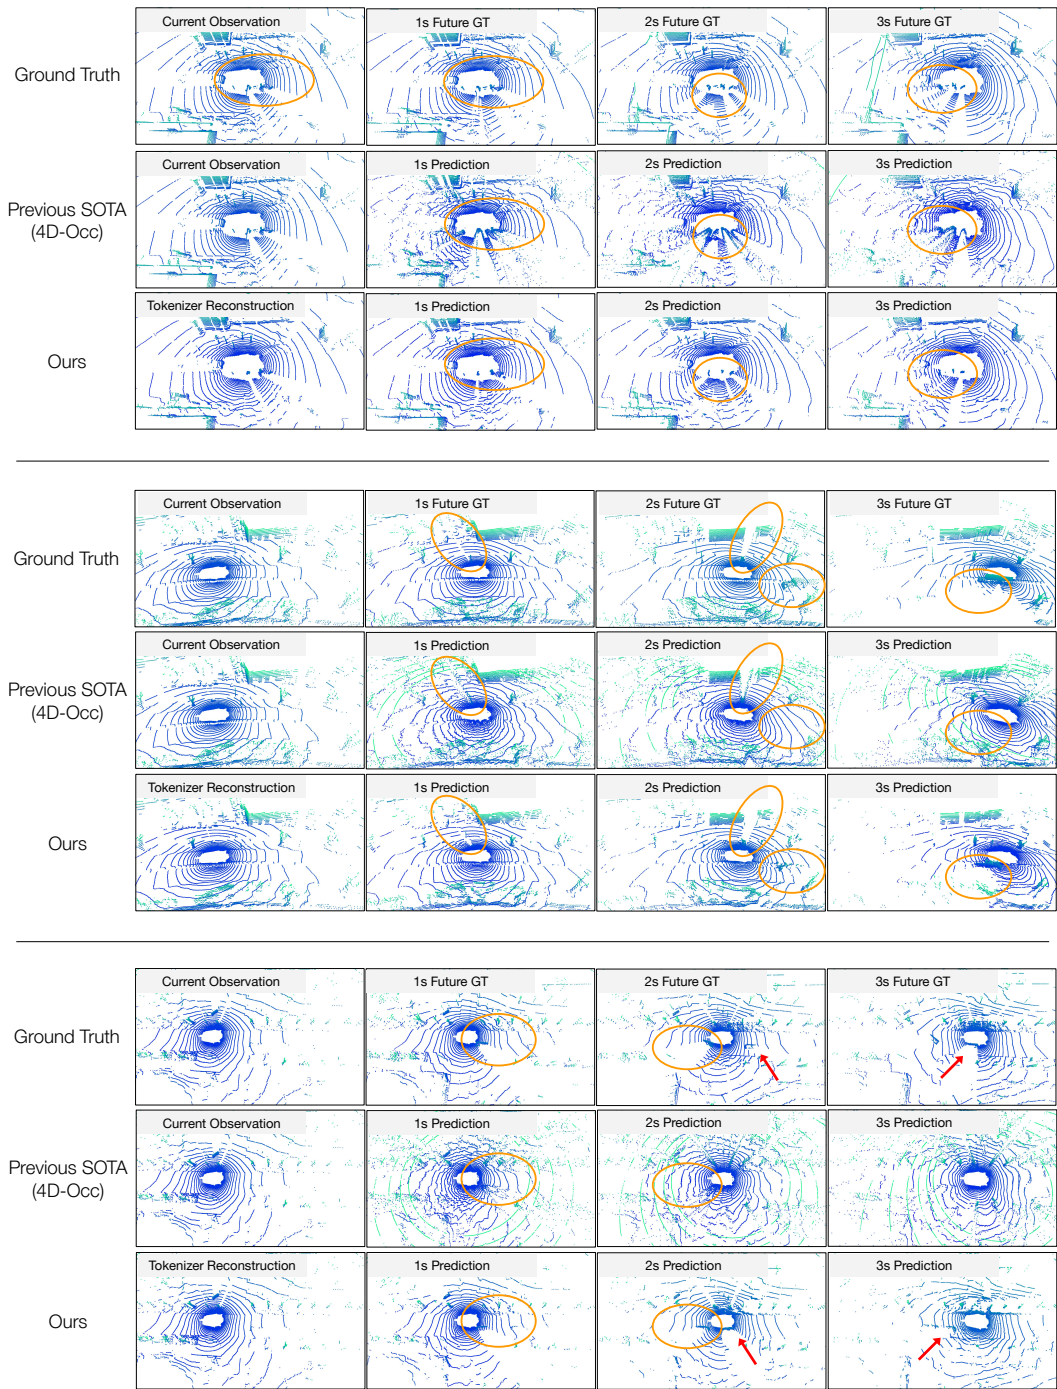 Current Observation
1s Future GT
2s Future GT
3s Future GT
Ground Truth
Current Observation
1s Prediction
2s Prediction
3s Prediction
Previous SOTA
(4D-Occ)
Tokenizer Reconstruction
1s Prediction
2s Prediction
3s Prediction
Ours
Current Observation
1s Future GT
2s Future GT
3s Future GT
Ground Truth
Current Observation
1s Prediction
2s Prediction
3s Prediction
Previous SOTA
(4D-Occ)
Tokenizer Reconstruction
1s Prediction
2s Prediction
3s Prediction
Ours
Current Observation
1s Future GT
2s Future GT
3s Future GT
Ground Truth
Current Observation
1s Prediction
2s Prediction
3s Prediction
Previous SOTA
(4D-Occ)
Tokenizer Reconstruction
1s Prediction
2s Prediction
3s Prediction
Ours